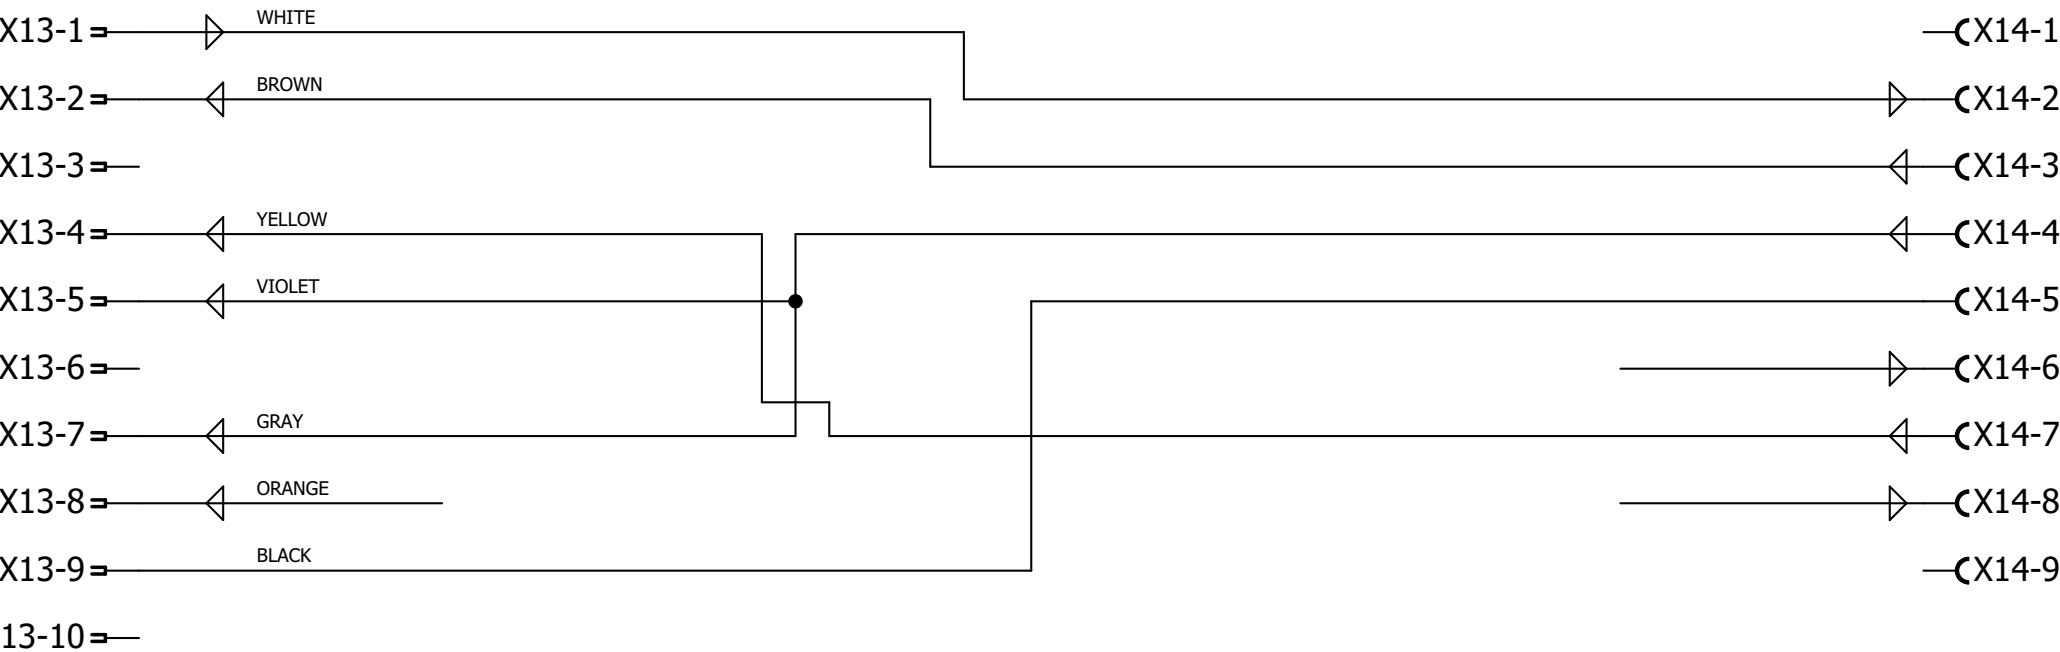 WHITE
X13-1 X14-1
BROWN
X13-2 X14-2
X13-3 X14-3
YELLOW
X13-4 X14-4
VIOLET
X13-5 X14-5
X13-6 X14-6
GRAY
X13-7 X14-7
ORANGE
X13-8 X14-8
BLACK
X13-9 X14-9
13-10